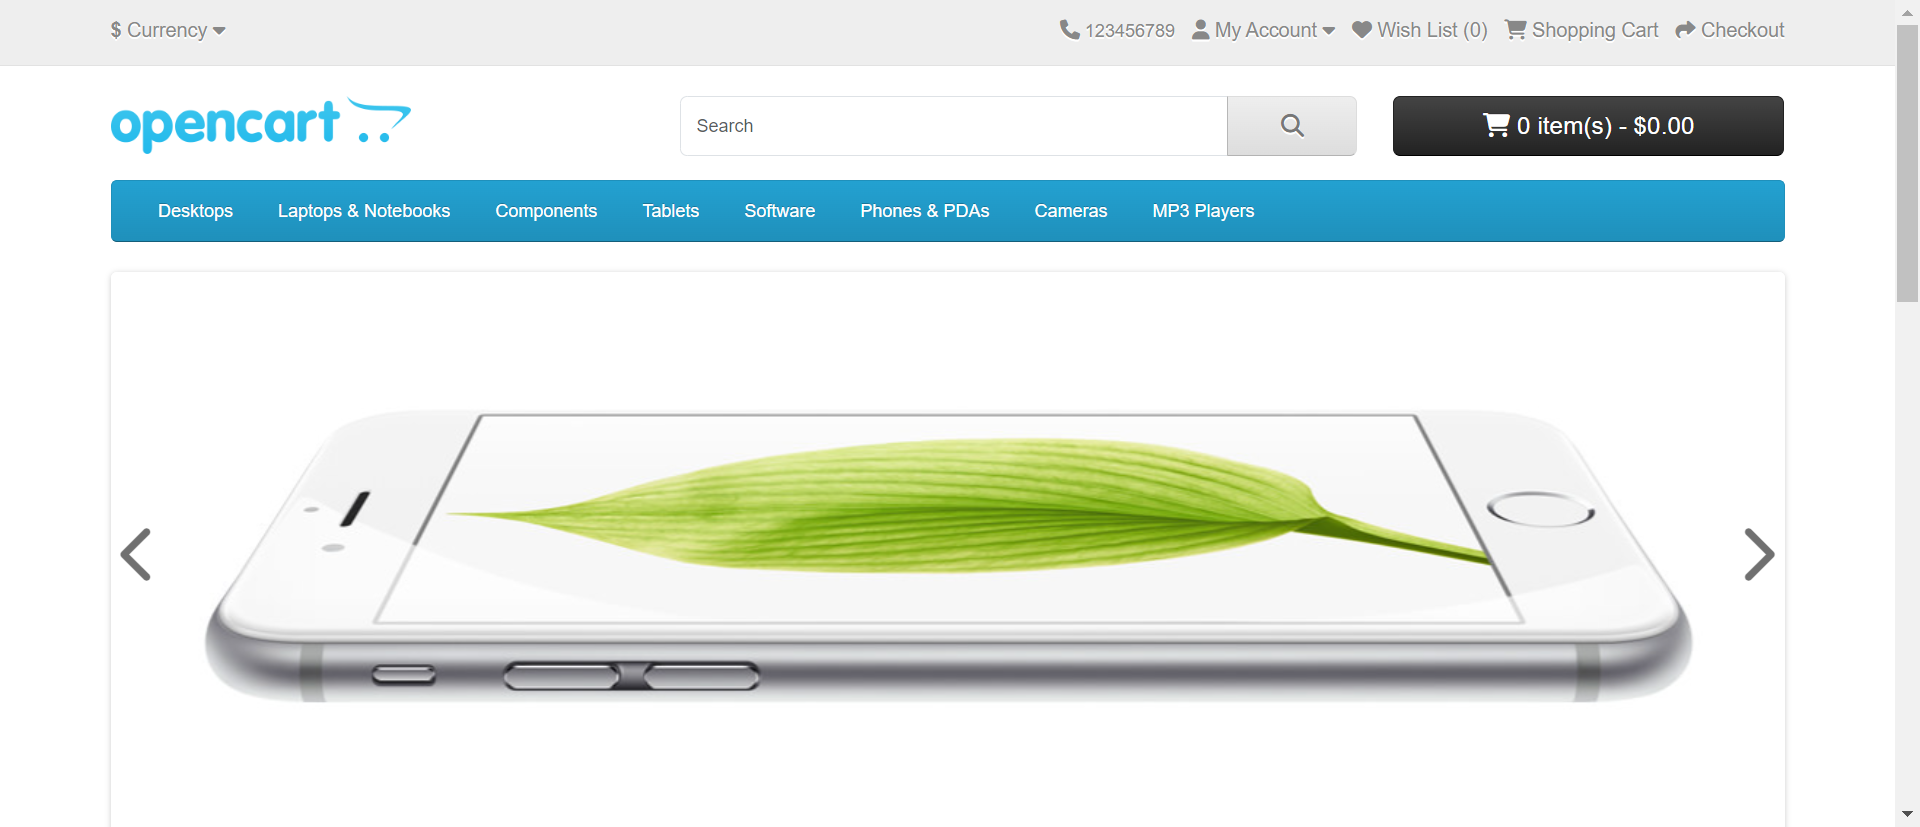 $ Currency
123456789 My Account Wish List (0) Shopping Cart Checkout
opencart
Search
0 item(s) - $0.00
Desktops Laptops & Notebooks Components Tablets Software Phones & PDAs Cameras MP3 Players